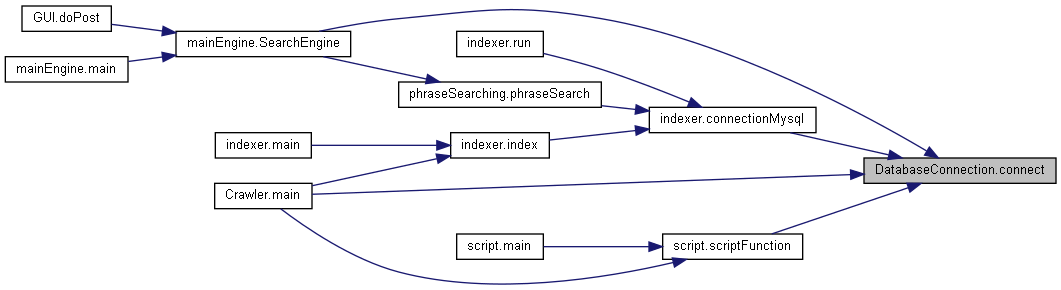 GUI.doPost
mainEngine.SearchEngine
indexer.run
mainEngine.main
phraseSearching.phraseSearch
indexer.connectionMysql
indexer.main
indexer.index
DatabaseConnection.connect
Crawler.main
script.main
script.scriptFunction